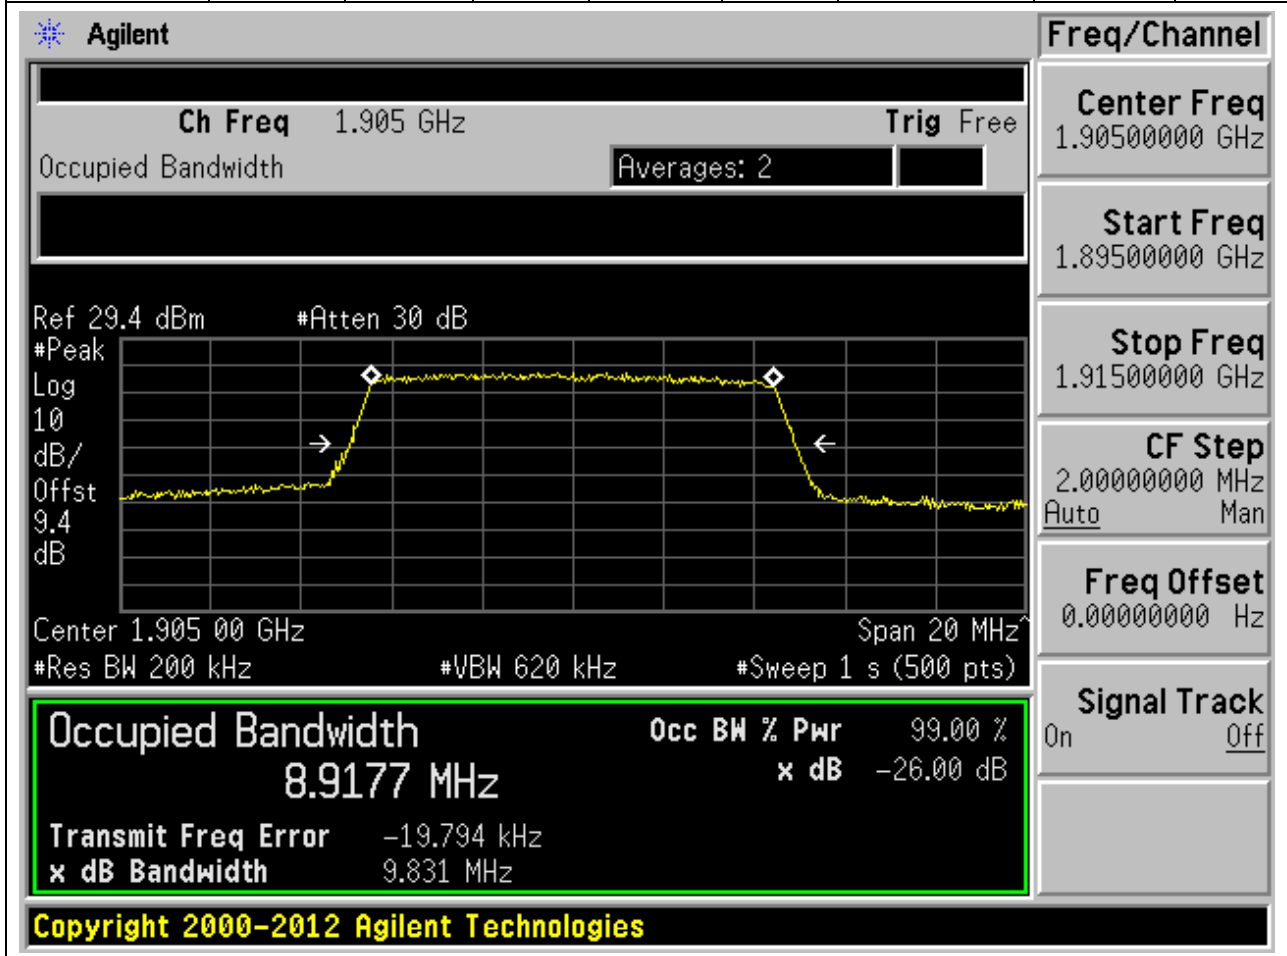 Agilent
Freq/Channel
Ch Freq 1.905 GHz Trig Free
Occupied Bandwidth Averages: 2
Center Freq
1.90500000 GHz
Start Freq
1.89500000 GHz
Stop Freq
1.91500000 GHz
CF Step
2.00000000 MHz
Auto Man
Freq Offset
0.00000000 Hz
Signal Track
On Off
Ref 29.4 dBm #Atten 30 dB
#Peak
Log
10
dB/
Offst
9.4
dB
Center 1.905 00 GHz Span 20 MHz^
#Res BW 200 kHz #VBW 620 kHz #Sweep 1 s (500 pts)
Occupied Bandwidth Occ BW % Pwr 99.00 %
8.9177 MHz x dB -26.00 dB
Transmit Freq Error -19.794 kHz
x dB Bandwidth 9.831 MHz
Copyright 2000-2012 Agilent Technologies